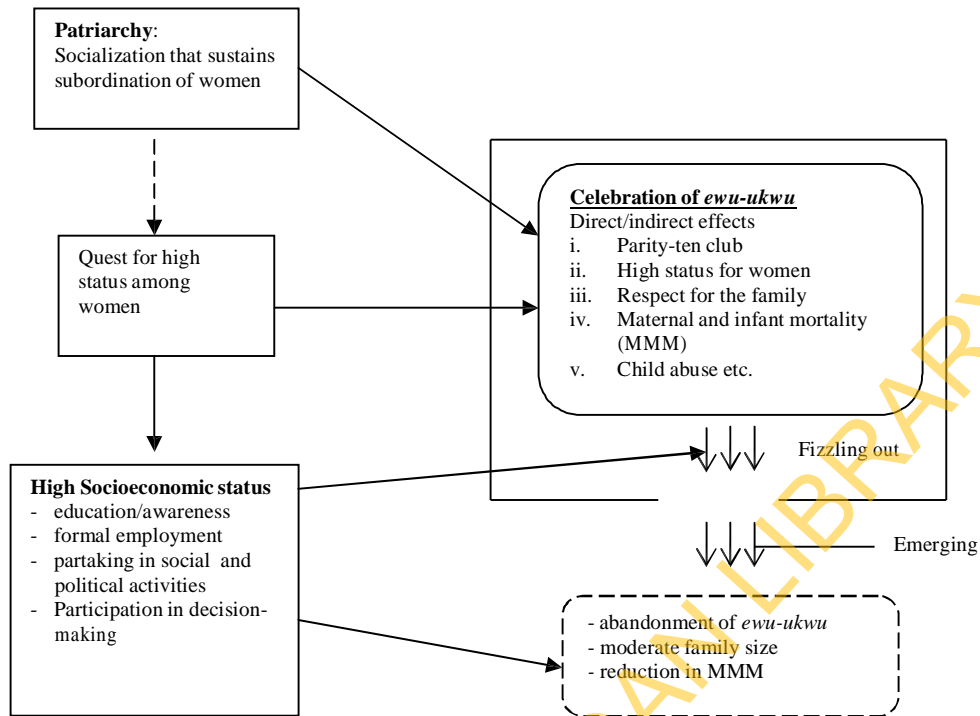 Patriarchy:
Socialization that sustains
subordination of women
Quest for high
status among
women
Celebration of ewu-ukwu
Direct/indirect effects
i. Parity-ten club
ii. High status for women
iii. Respect for the family
iv. Maternal and infant mortality
(MMM)
v. Child abuse etc.
Fizzling out
High Socioeconomic status
- education/awareness
- formal employment
- partaking in social and
political activities
- Participation in decision-
making
Emerging
- abandonment of ewu-ukwu
- moderate family size
- reduction in MMM
AN LIBRARY